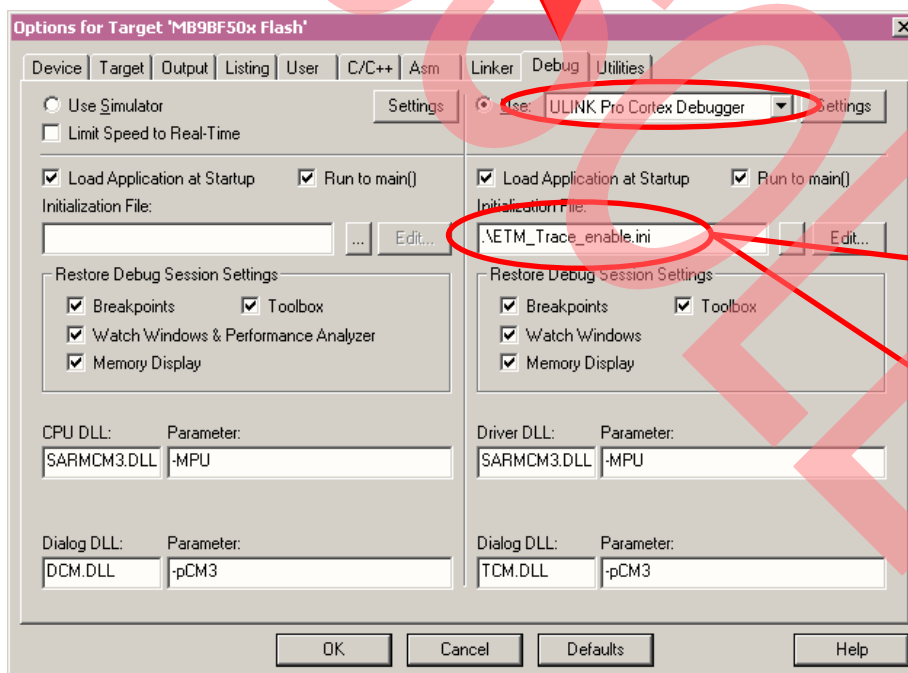 Options for Target 'MB9BF50x Flash'
Device Target Output Listing User C/C++ Asm Linker Debug Utilities
Use Simulator Settings
Limit Speed to Real-Time
Use: ULINK Pro Cortex Debugger Settings
Load Application at Startup Run to main()
Initialization File:
... Edit...
Load Application at Startup Run to main()
Initialization File:
.\ETM_Trace_enable.ini Edit...
Restore Debug Session Settings
Breakpoints Toolbox
Watch Windows & Performance Analyzer
Memory Display
Restore Debug Session Settings
Breakpoints Toolbox
Watch Windows
Memory Display
CPU DLL: Parameter:
SARMCM3.DLL -MPU
Driver DLL: Parameter:
SARMCM3.DLL -MPU
Dialog DLL: Parameter:
DCM.DLL -pCM3
Dialog DLL: Parameter:
TCM.DLL -pCM3
OK Cancel Defaults Help